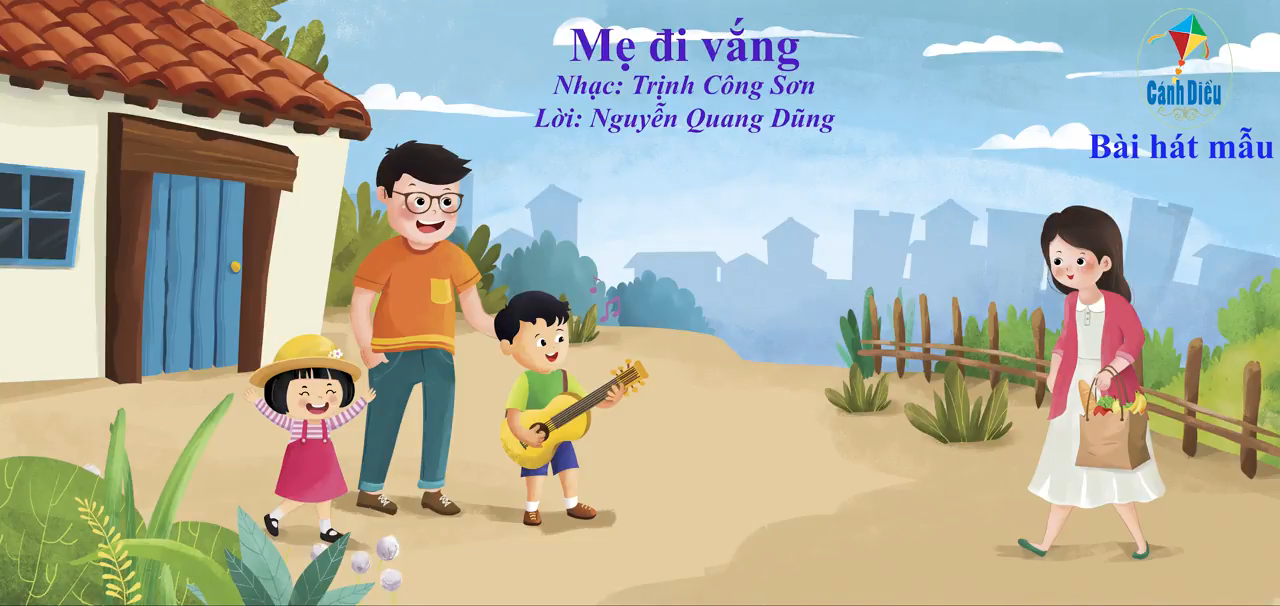 Mẹ đi vắng
Nhạc: Trịnh Công Sơn
Lời: Nguyễn Quang Dũng
Cánh Diều
Bài hát mẫu